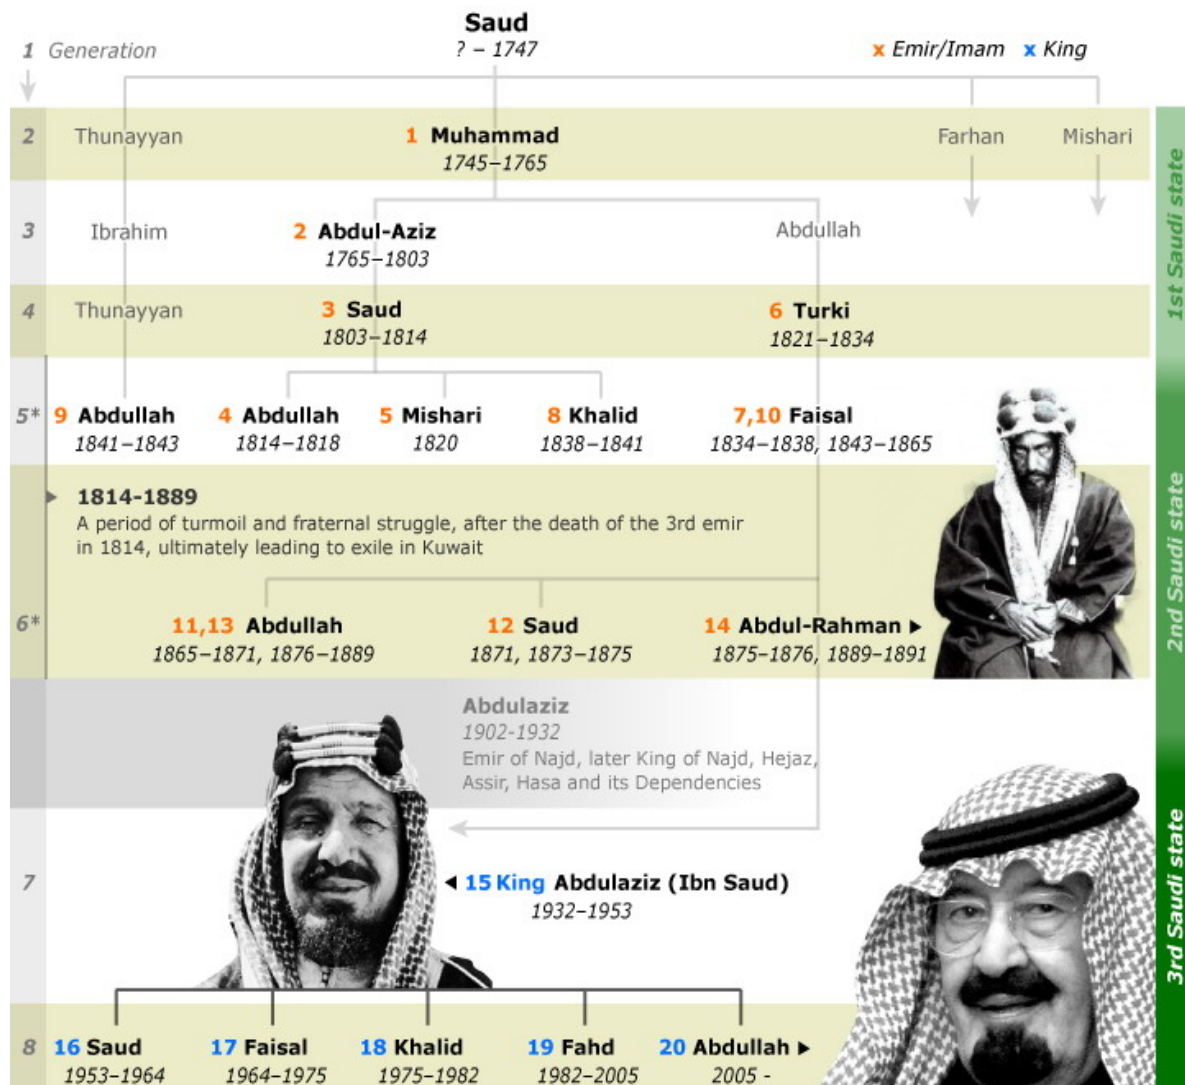 Saud
? – 1747
1 Generation
x Emir/Imam x King
2 Thunayyan 1 Muhammad Farhan Mishari
1745–1765
3 Ibrahim 2 Abdul-Aziz Abdullah
1765–1803
4 Thunayyan 3 Saud 6 Turki
1803–1814 1821–1834
1st Saudi state
5* 9 Abdullah 4 Abdullah 5 Mishari 8 Khalid 7,10 Faisal
1841–1843 1814–1818 1820 1838–1841 1834–1838, 1843–1865
1814-1889
A period of turmoil and fraternal struggle, after the death of the 3rd emir
in 1814, ultimately leading to exile in Kuwait
2nd Saudi state
6* 11,13 Abdullah 12 Saud 14 Abdul-Rahman
1865–1871, 1876–1889 1871, 1873–1875 1875–1876, 1889–1891
Abdulaziz
1902-1932
Emir of Najd, later King of Najd, Hejaz,
Assir, Hasa and its Dependencies
7 15 King Abdulaziz (Ibn Saud)
1932–1953
3rd Saudi state
8 16 Saud 17 Faisal 18 Khalid 19 Fahd 20 Abdullah
1953–1964 1964–1975 1975–1982 1982–2005 2005 -